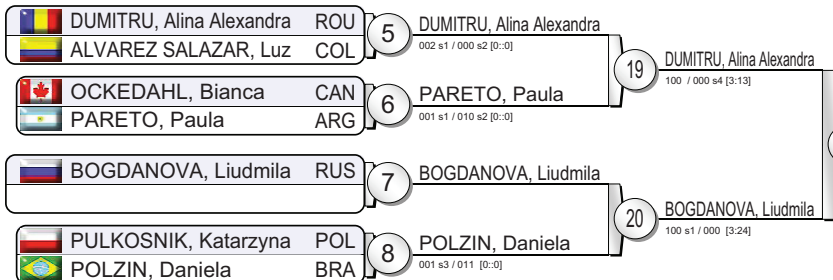 DUMITRU, Alina Alexandra ROU
ALVAREZ SALAZAR, Luz COL
5
DUMITRU, Alina Alexandra
002 s1 / 000 s2 [0::0]
OCKEDAHL, Bianca CAN
PARETO, Paula ARG
6
PARETO, Paula
001 s1 / 010 s2 [0::0]
19
DUMITRU, Alina Alexandra
100 / 000 s4 [3:13]
BOGDANOVA, Liudmila RUS
7
BOGDANOVA, Liudmila
PULKOSNIK, Katarzyna POL
POLZIN, Daniela BRA
8
POLZIN, Daniela
001 s3 / 011 [0::0]
20
BOGDANOVA, Liudmila
100 s1 / 000 [3:24]